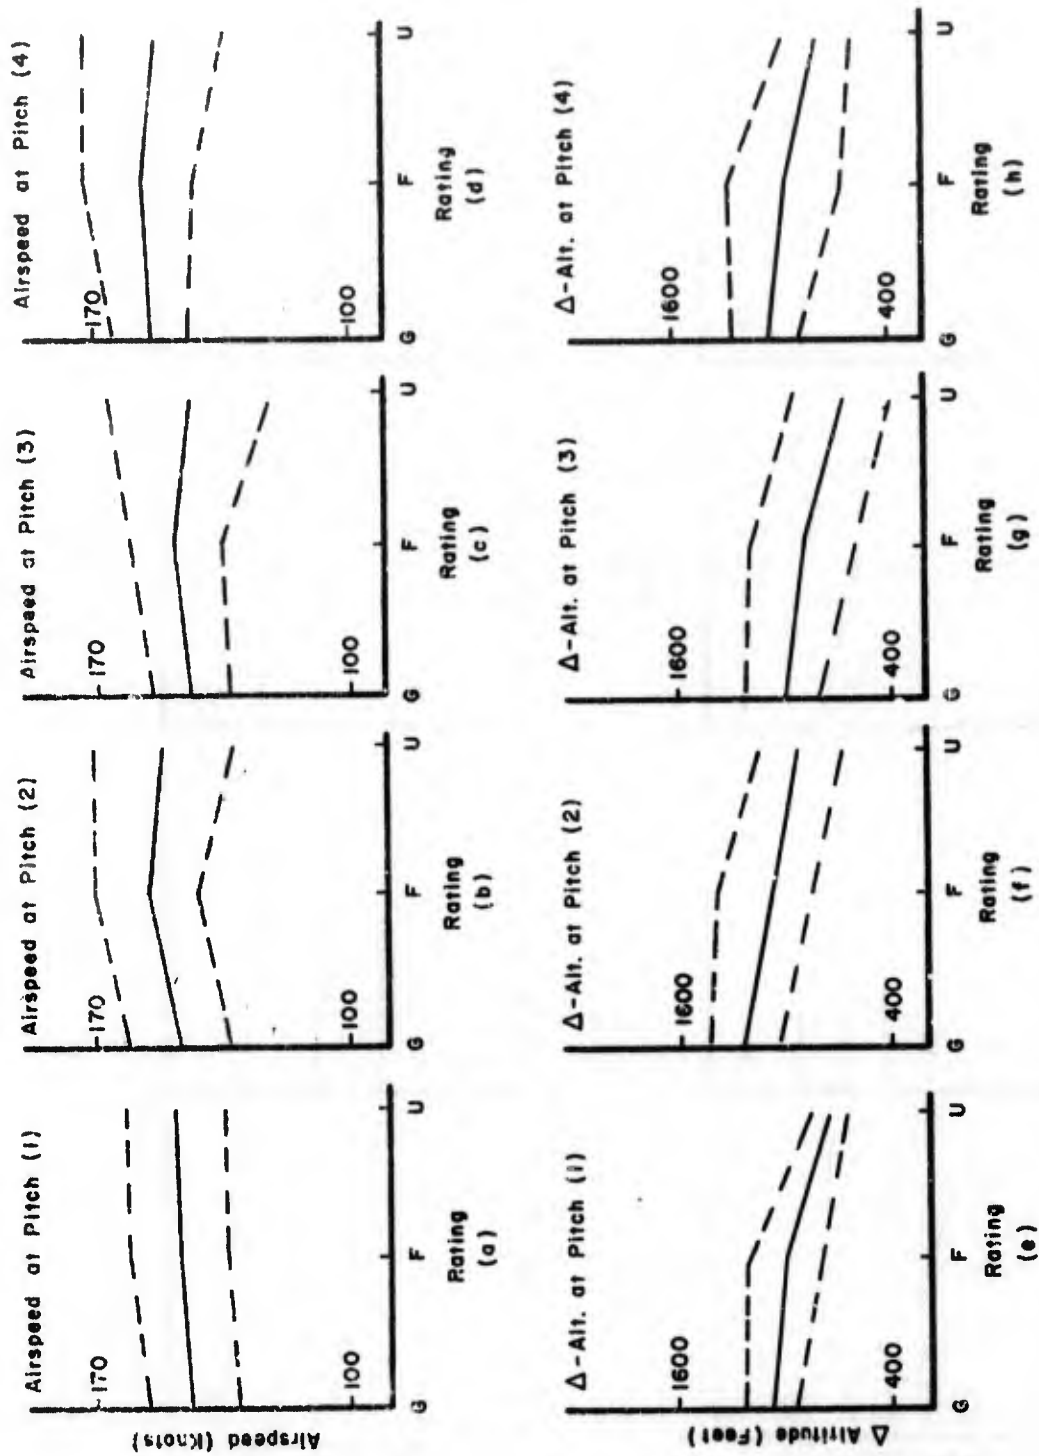 Airspeed at Pitch (1)
Airspeed at Pitch (2)
Airspeed at Pitch (3)
Airspeed at Pitch (4)
Airspeed (Knots)
170
100
G F U
Rating
(a)
170
100
G F U
Rating
(b)
170
100
G F U
Rating
(c)
170
100
G F U
Rating
(d)
Δ-Alt. at Pitch (1)
Δ-Alt. at Pitch (2)
Δ-Alt. at Pitch (3)
Δ-Alt. at Pitch (4)
Δ Altitude (Feet)
1600
400
G F U
Rating
(e)
1600
400
G F U
Rating
(f)
1600
400
G F U
Rating
(g)
1600
400
G F U
Rating
(h)